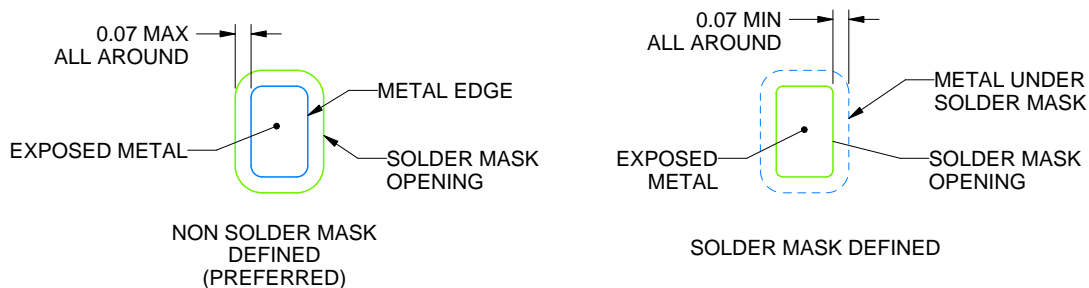 0.07 MAX
ALL AROUND
METAL EDGE
EXPOSED METAL
SOLDER MASK
OPENING
NON SOLDER MASK
DEFINED
(PREFERRED)
0.07 MIN
ALL AROUND
METAL UNDER
SOLDER MASK
EXPOSED
METAL
SOLDER MASK
OPENING
SOLDER MASK DEFINED